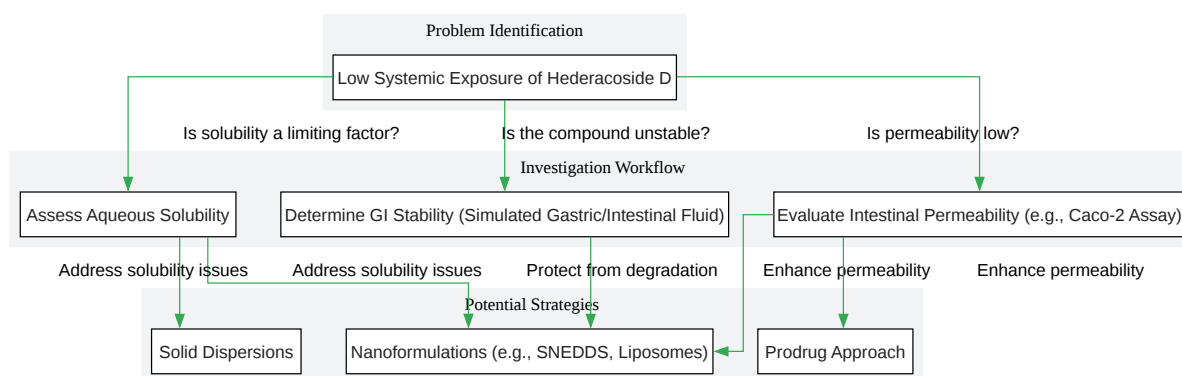 Problem Identification
Low Systemic Exposure of Hederacoside D
Is solubility a limiting factor?
Is the compound unstable?
Is permeability low?
Investigation Workflow
Assess Aqueous Solubility
Determine GI Stability (Simulated Gastric/Intestinal Fluid)
Evaluate Intestinal Permeability (e.g., Caco-2 Assay)
Address solubility issues
Address solubility issues
Protect from degradation
Enhance permeability
Enhance permeability
Potential Strategies
Solid Dispersions
Nanoformulations (e.g., SNEDDS, Liposomes)
Prodrug Approach